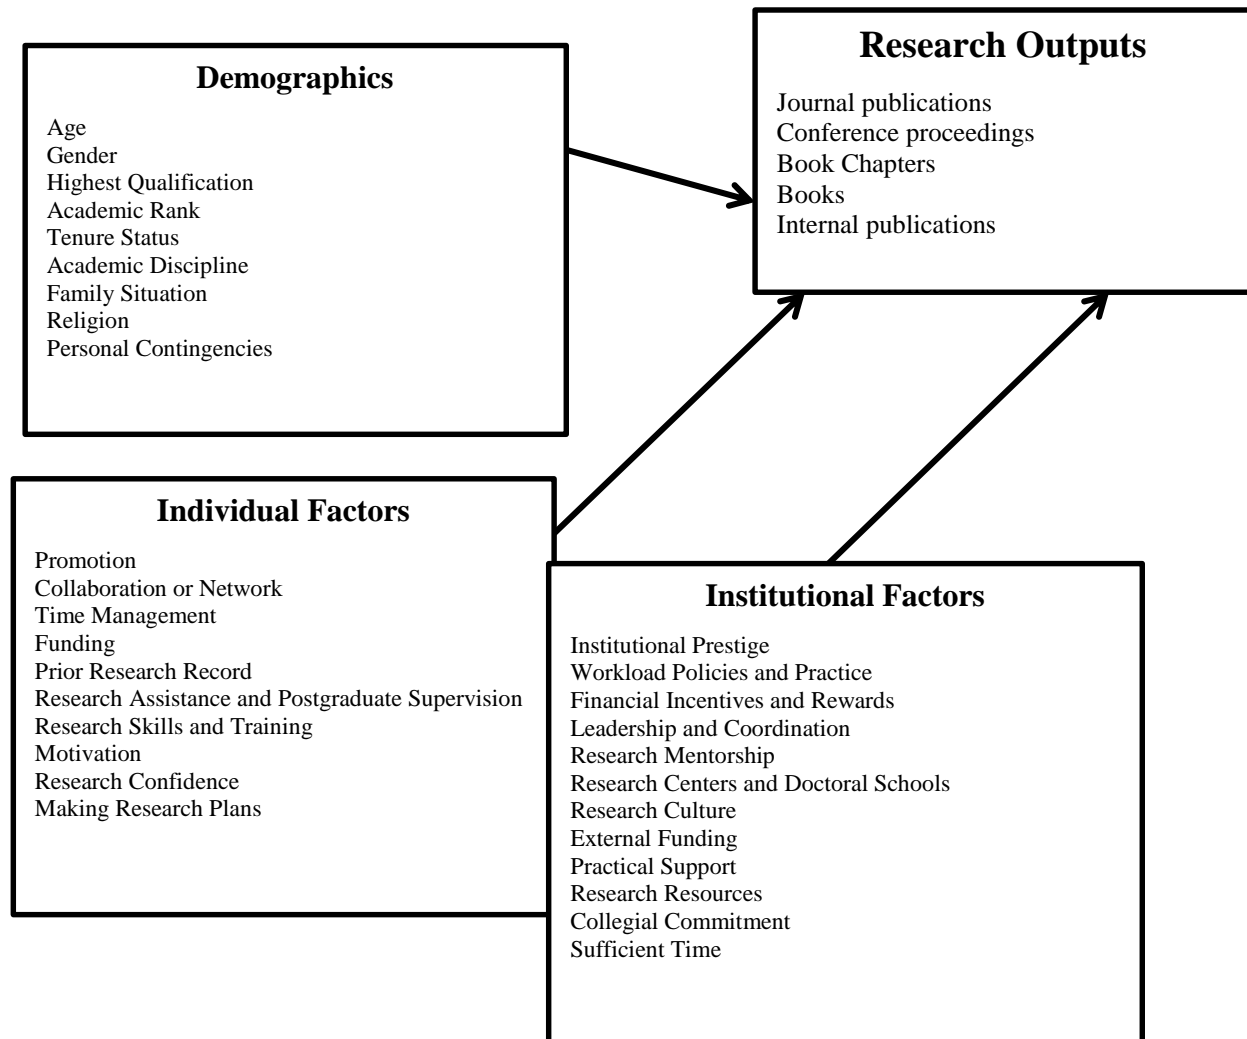 Demographics
Age
Gender
Highest Qualification
Academic Rank
Tenure Status
Academic Discipline
Family Situation
Religion
Personal Contingencies
Research Outputs
Journal publications
Conference proceedings
Book Chapters
Books
Internal publications
Individual Factors
Promotion
Collaboration or Network
Time Management
Funding
Prior Research Record
Research Assistance and Postgraduate Supervision
Research Skills and Training
Motivation
Research Confidence
Making Research Plans
Institutional Factors
Institutional Prestige
Workload Policies and Practice
Financial Incentives and Rewards
Leadership and Coordination
Research Mentorship
Research Centers and Doctoral Schools
Research Culture
External Funding
Practical Support
Research Resources
Collegial Commitment
Sufficient Time